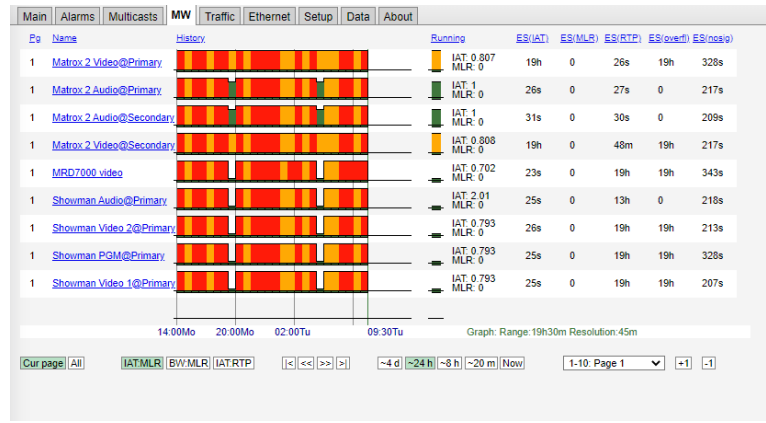 Main Alarms Multicasts MW Traffic Ethernet Setup Data About
Pg Name History Running ES(IAT) ES(MLR) ES(RTP) ES(overfl) ES(nosig)
1 Matrox 2 Video@Primary IAT: 0.807 MLR: 0 19h 0 26s 19h 328s
1 Matrox 2 Audio@Primary IAT: 1 MLR: 0 26s 0 27s 0 217s
1 Matrox 2 Audio@Secondary IAT: 1 MLR: 0 31s 0 30s 0 209s
1 Matrox 2 Video@Secondary IAT: 0.808 MLR: 0 19h 0 48m 19h 217s
1 MRD7000 video IAT: 0.702 MLR: 0 23s 0 19h 19h 343s
1 Showman Audio@Primary IAT: 2.01 MLR: 0 25s 0 13h 0 218s
1 Showman Video 2@Primary IAT: 0.793 MLR: 0 26s 0 19h 19h 213s
1 Showman PGM@Primary IAT: 0.793 MLR: 0 25s 0 19h 19h 328s
1 Showman Video 1@Primary IAT: 0.793 MLR: 0 25s 0 19h 19h 207s
14:00Mo 20:00Mo 02:00Tu 09:30Tu Graph: Range:19h30m Resolution:45m
Cur page All IAT:MLR BW:MLR IAT:RTP |< << >> >| ~4 d ~24 h ~8 h ~20 m Now 1-10: Page 1 +1 -1